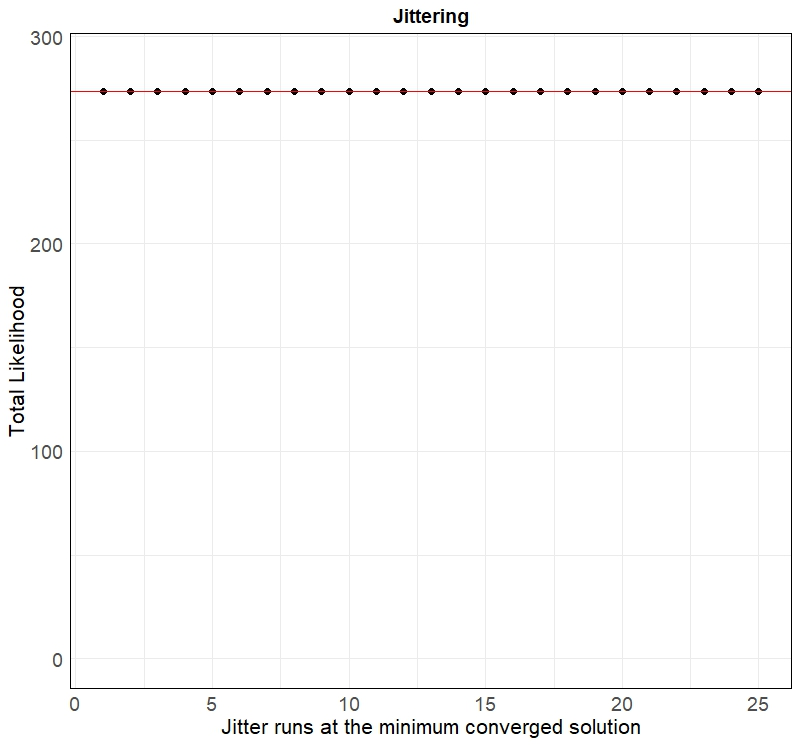 Jittering
300
200
100
0
Total Likelihood
0 5 10 15 20 25
Jitter runs at the minimum converged solution